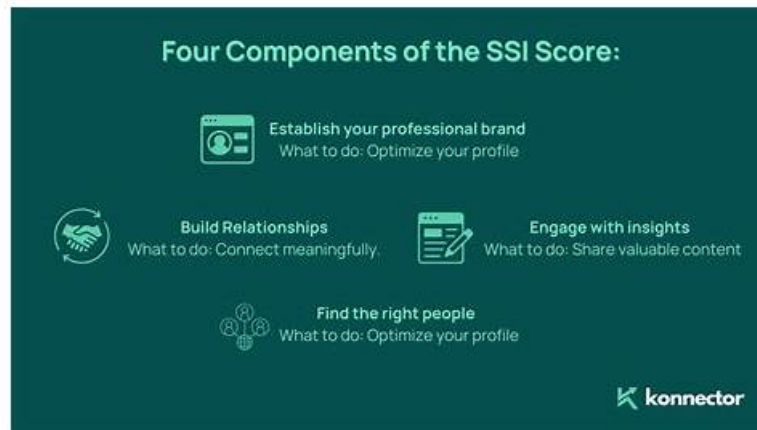 Four Components of the SSI Score:
Establish your professional brand
What to do: Optimize your profile
Build Relationships
What to do: Connect meaningfully.
Engage with insights
What to do: Share valuable content
Find the right people
What to do: Optimize your profile
konnector